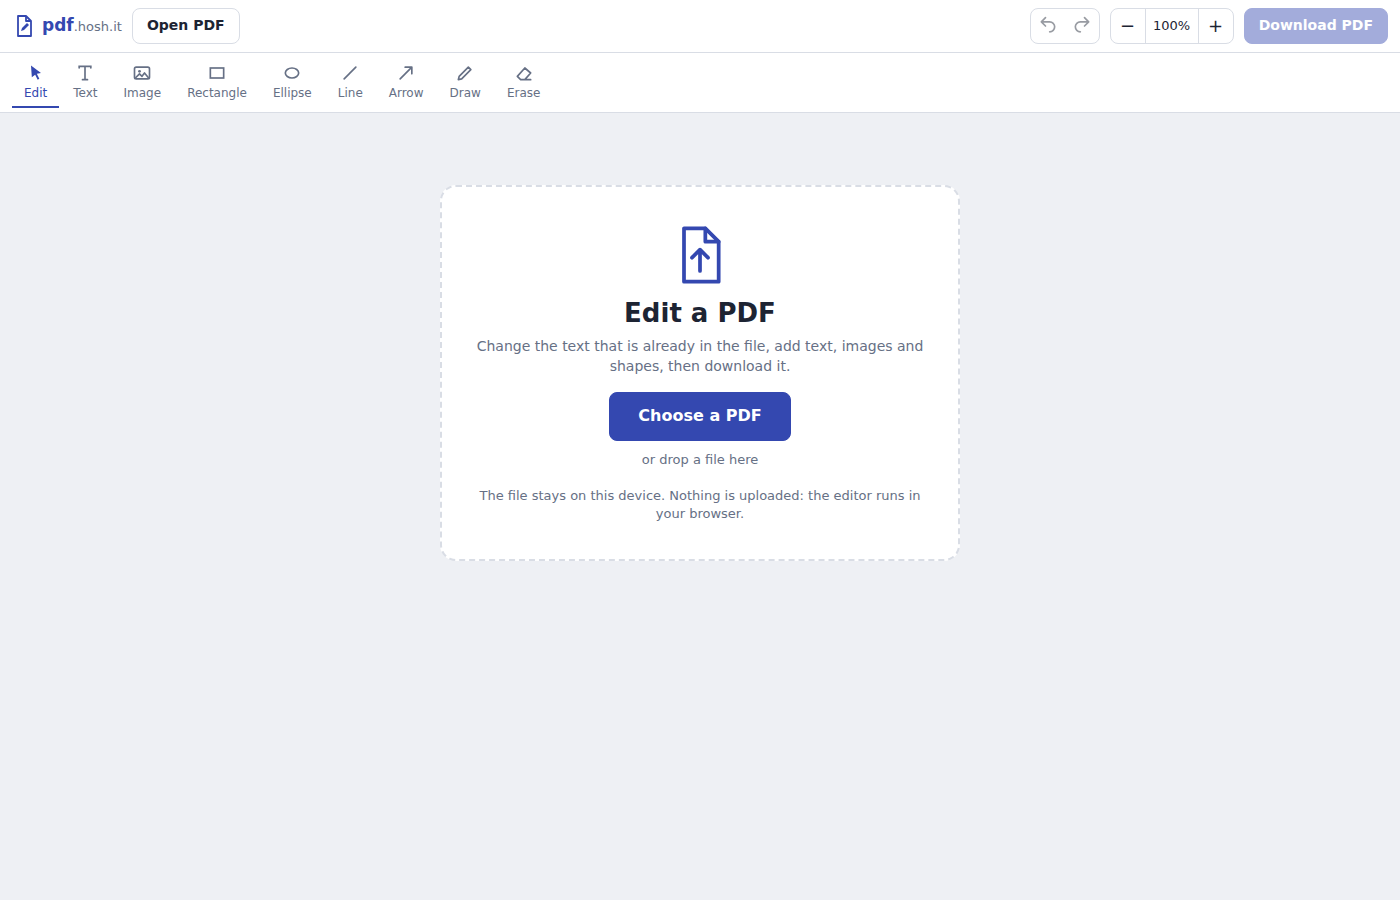 pdf.hosh.it
Open PDF
− 100% +
Download PDF
Edit
Text
Image
Rectangle
Ellipse
Line
Arrow
Draw
Erase
Edit a PDF
Change the text that is already in the file, add text, images and
shapes, then download it.
Choose a PDF
or drop a file here
The file stays on this device. Nothing is uploaded: the editor runs in
your browser.